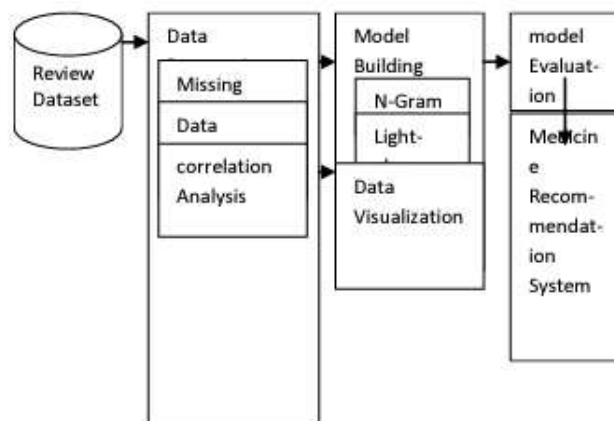 Review
Dataset
Data
Missing
Data
correlation
Analysis
Model
Building
N-Gram
Light-
Data
Visualization
model
Evaluat-
ion
Medicin
e
Recom-
mendat-
ion
System